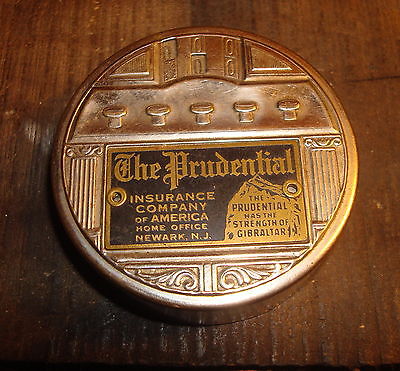 The Prudential
INSURANCE
COMPANY
OF AMERICA
HOME OFFICE
NEWARK, N.J.
THE
PRUDENTIAL
HAS THE
STRENGTH OF
GIBRALTAR